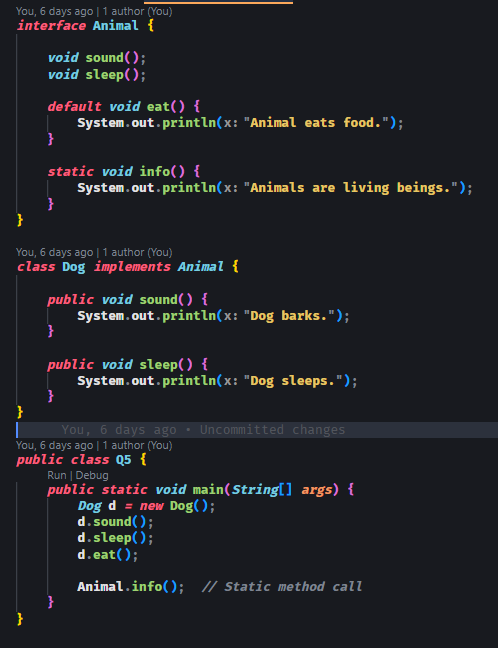 You, 6 days ago | 1 author (You)
interface Animal {
void sound();
void sleep();
default void eat() {
System.out.println(x:"Animal eats food.");
}
static void info() {
System.out.println(x:"Animals are living beings.");
}
}
You, 6 days ago | 1 author (You)
class Dog implements Animal {
public void sound() {
System.out.println(x:"Dog barks.");
}
public void sleep() {
System.out.println(x:"Dog sleeps.");
}
}
You, 6 days ago • Uncommitted changes
You, 6 days ago | 1 author (You)
public class Q5 {
Run | Debug
public static void main(String[] args) {
Dog d = new Dog();
d.sound();
d.sleep();
d.eat();
Animal.info();  // Static method call
}
}